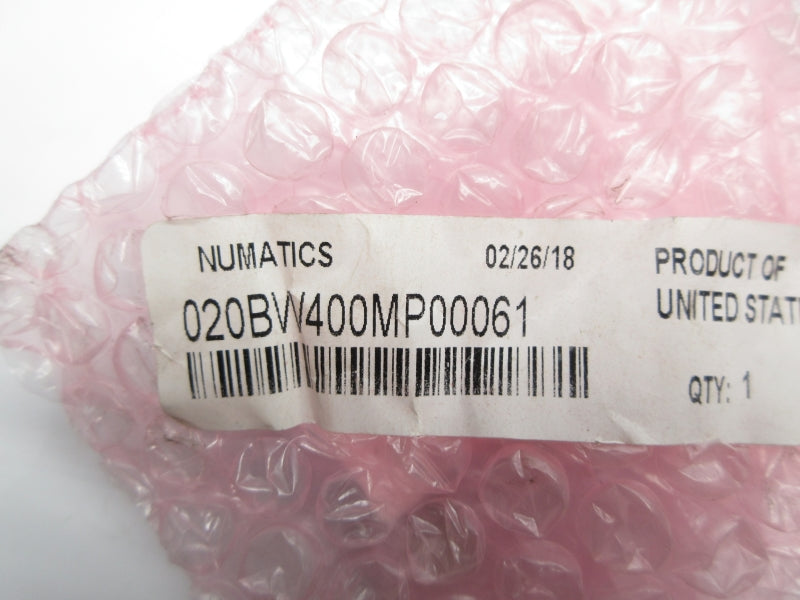 NUMATICS 02/26/18 PRODUCT OF
020BW400MP00061 UNITED STAT
QTY: 1